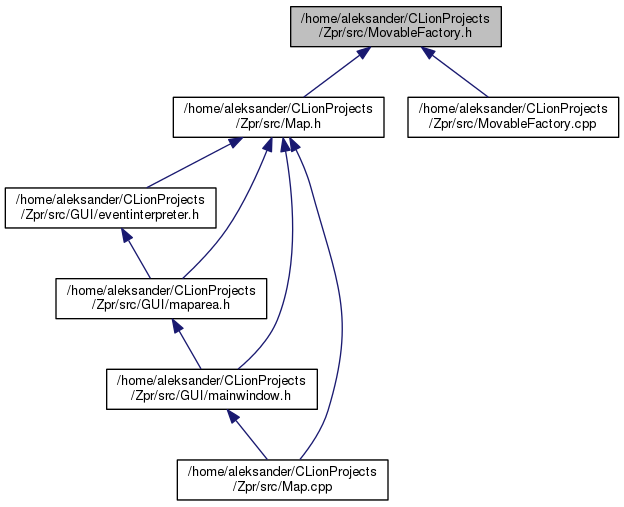 /home/aleksander/CLionProjects
/Zpr/src/MovableFactory.h
/home/aleksander/CLionProjects
/Zpr/src/Map.h
/home/aleksander/CLionProjects
/Zpr/src/MovableFactory.cpp
/home/aleksander/CLionProjects
/Zpr/src/GUI/eventinterpreter.h
/home/aleksander/CLionProjects
/Zpr/src/GUI/maparea.h
/home/aleksander/CLionProjects
/Zpr/src/GUI/mainwindow.h
/home/aleksander/CLionProjects
/Zpr/src/Map.cpp